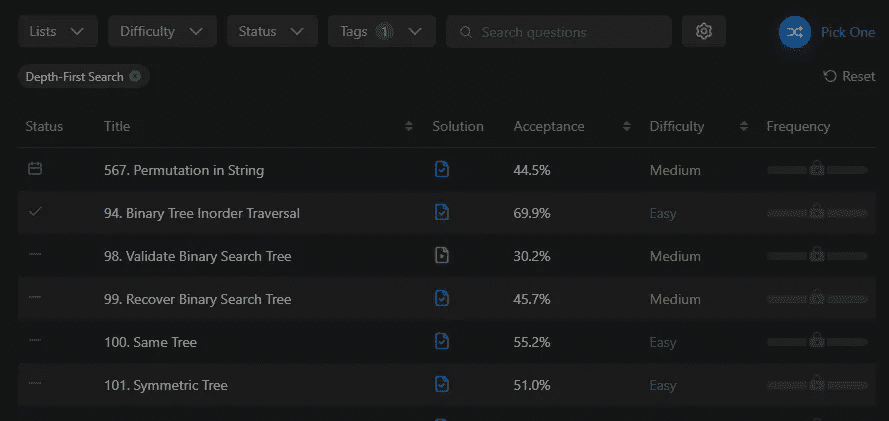 Lists Difficulty Status Tags 1 Search questions Pick One
Depth-First Search Reset
Status Title Solution Acceptance Difficulty Frequency
567. Permutation in String 44.5% Medium
94. Binary Tree Inorder Traversal 69.9% Easy
98. Validate Binary Search Tree 30.2% Medium
99. Recover Binary Search Tree 45.7% Medium
100. Same Tree 55.2% Easy
101. Symmetric Tree 51.0% Easy